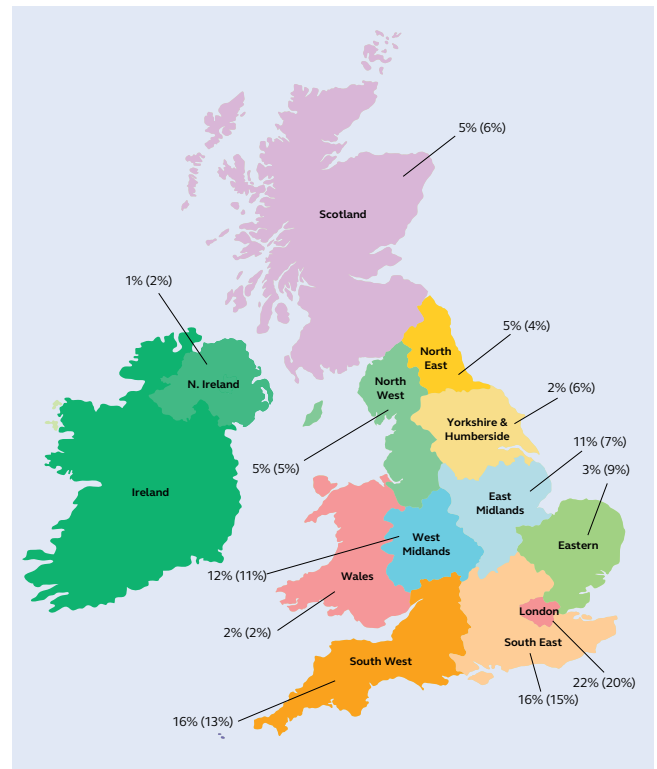 5% (6%)
Scotland
1% (2%)
5% (4%)
North
East
N. Ireland
North
West
2% (6%)
Yorkshire &
Humberside
11% (7%)
5% (5%)
3% (9%)
Ireland
East
Midlands
West
Midlands
Eastern
12% (11%)
Wales
London
2% (2%)
South East
South West
22% (20%)
16% (15%)
16% (13%)